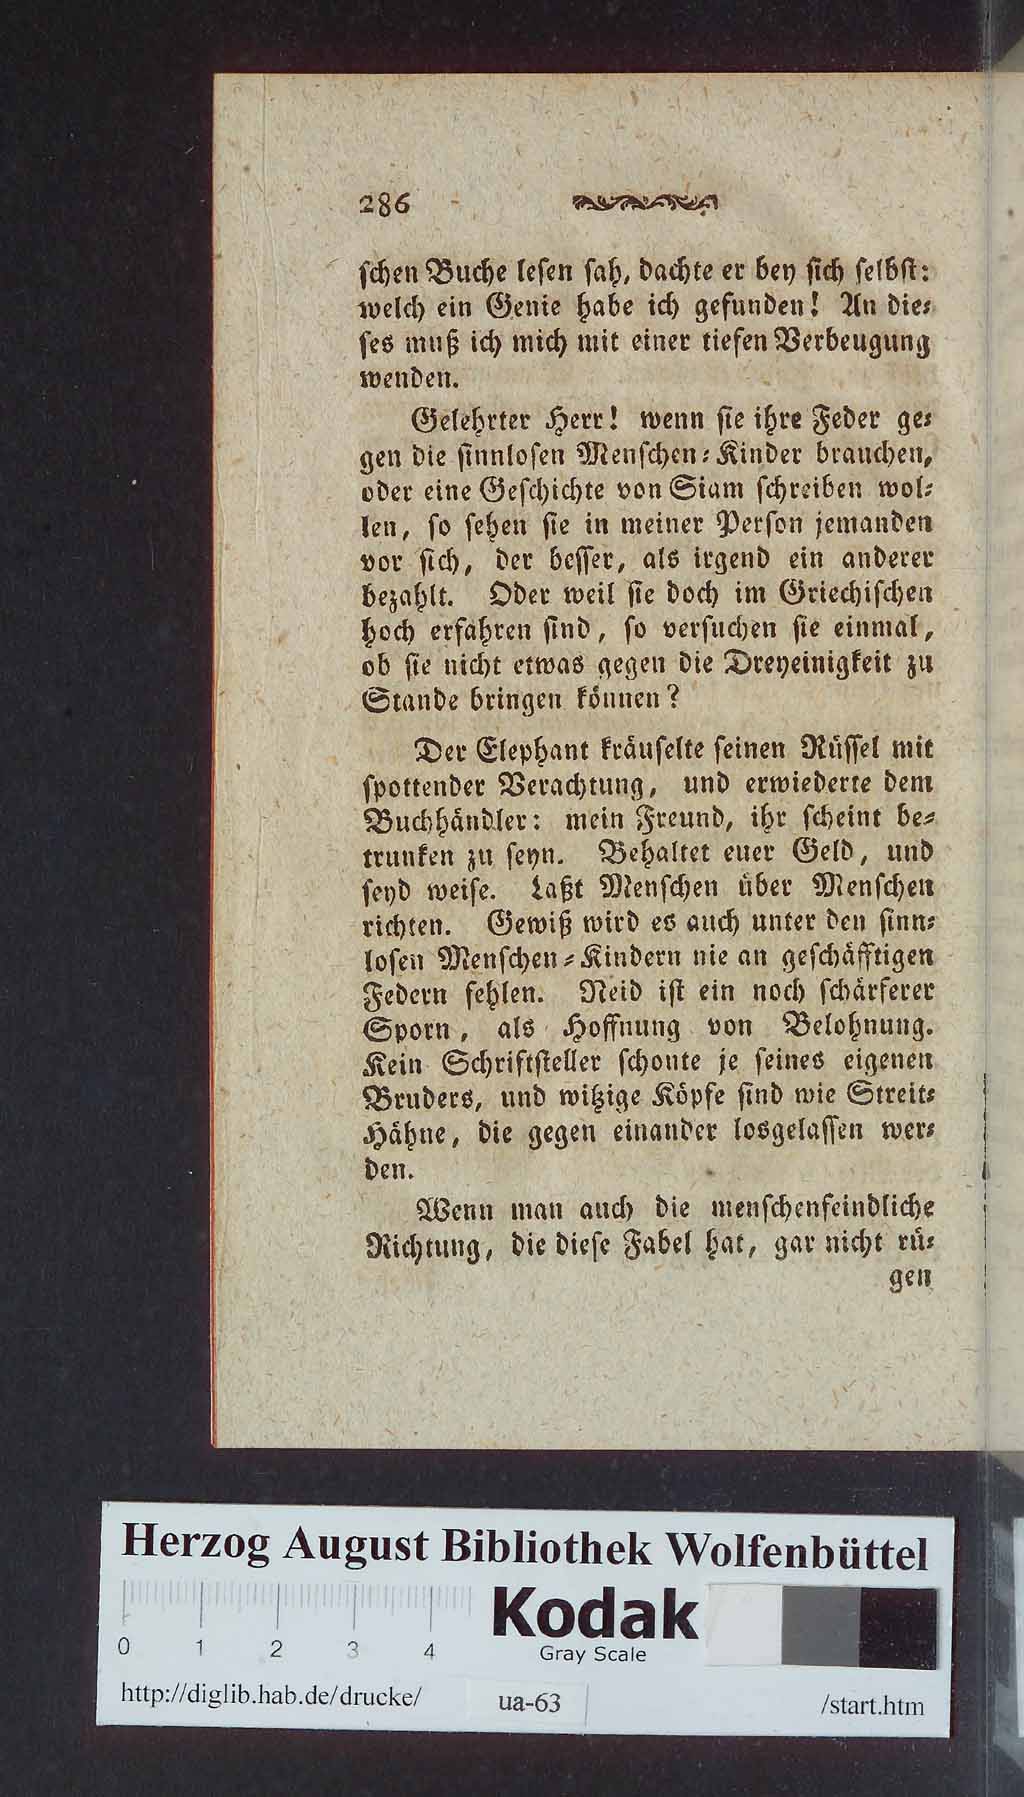 286
schen Buche lesen sah, dachte er bey sich selbst:
welch ein Genie habe ich gefunden! An die⸗
ses muß ich mich mit einer tiefen Verbeugung
wenden.
Gelehrter Herr! wenn sie ihre Feder ge⸗
gen die sinnlosen Menschen⸗Kinder brauchen,
oder eine Geschichte von Siam schreiben wol⸗
len, so sehen sie in meiner Person jemanden
vor sich, der besser, als irgend ein anderer
bezahlt. Oder weil sie doch im Griechischen
hoch erfahren sind, so versuchen sie einmal,
ob sie nicht etwas gegen die Dreyeinigkeit zu
Stande bringen können?
Der Elephant kräuselte seinen Rüssel mit
spottender Verachtung, und erwiederte dem
Buchhändler: mein Freund, ihr scheint be⸗
trunken zu seyn. Behaltet euer Geld, und
seyd weise. Laßt Menschen über Menschen
richten. Gewiß wird es auch unter den sinn⸗
losen Menschen⸗Kindern nie an geschäfftigen
Federn fehlen. Neid ist ein noch schärferer
Sporn, als Hoffnung von Belohnung.
Kein Schriftsteller schonte je seines eigenen
Bruders, und witzige Köpfe sind wie Streit⸗
Hähne, die gegen einander losgelassen wer⸗
den.
Wenn man auch die menschenfeindliche
Richtung, die diese Fabel hat, gar nicht rü⸗
gen
Herzog August Bibliothek Wolfenbüttel
Kodak
Gray Scale
0 1 2 3 4
http://diglib.hab.de/drucke/ ua-63 /start.htm